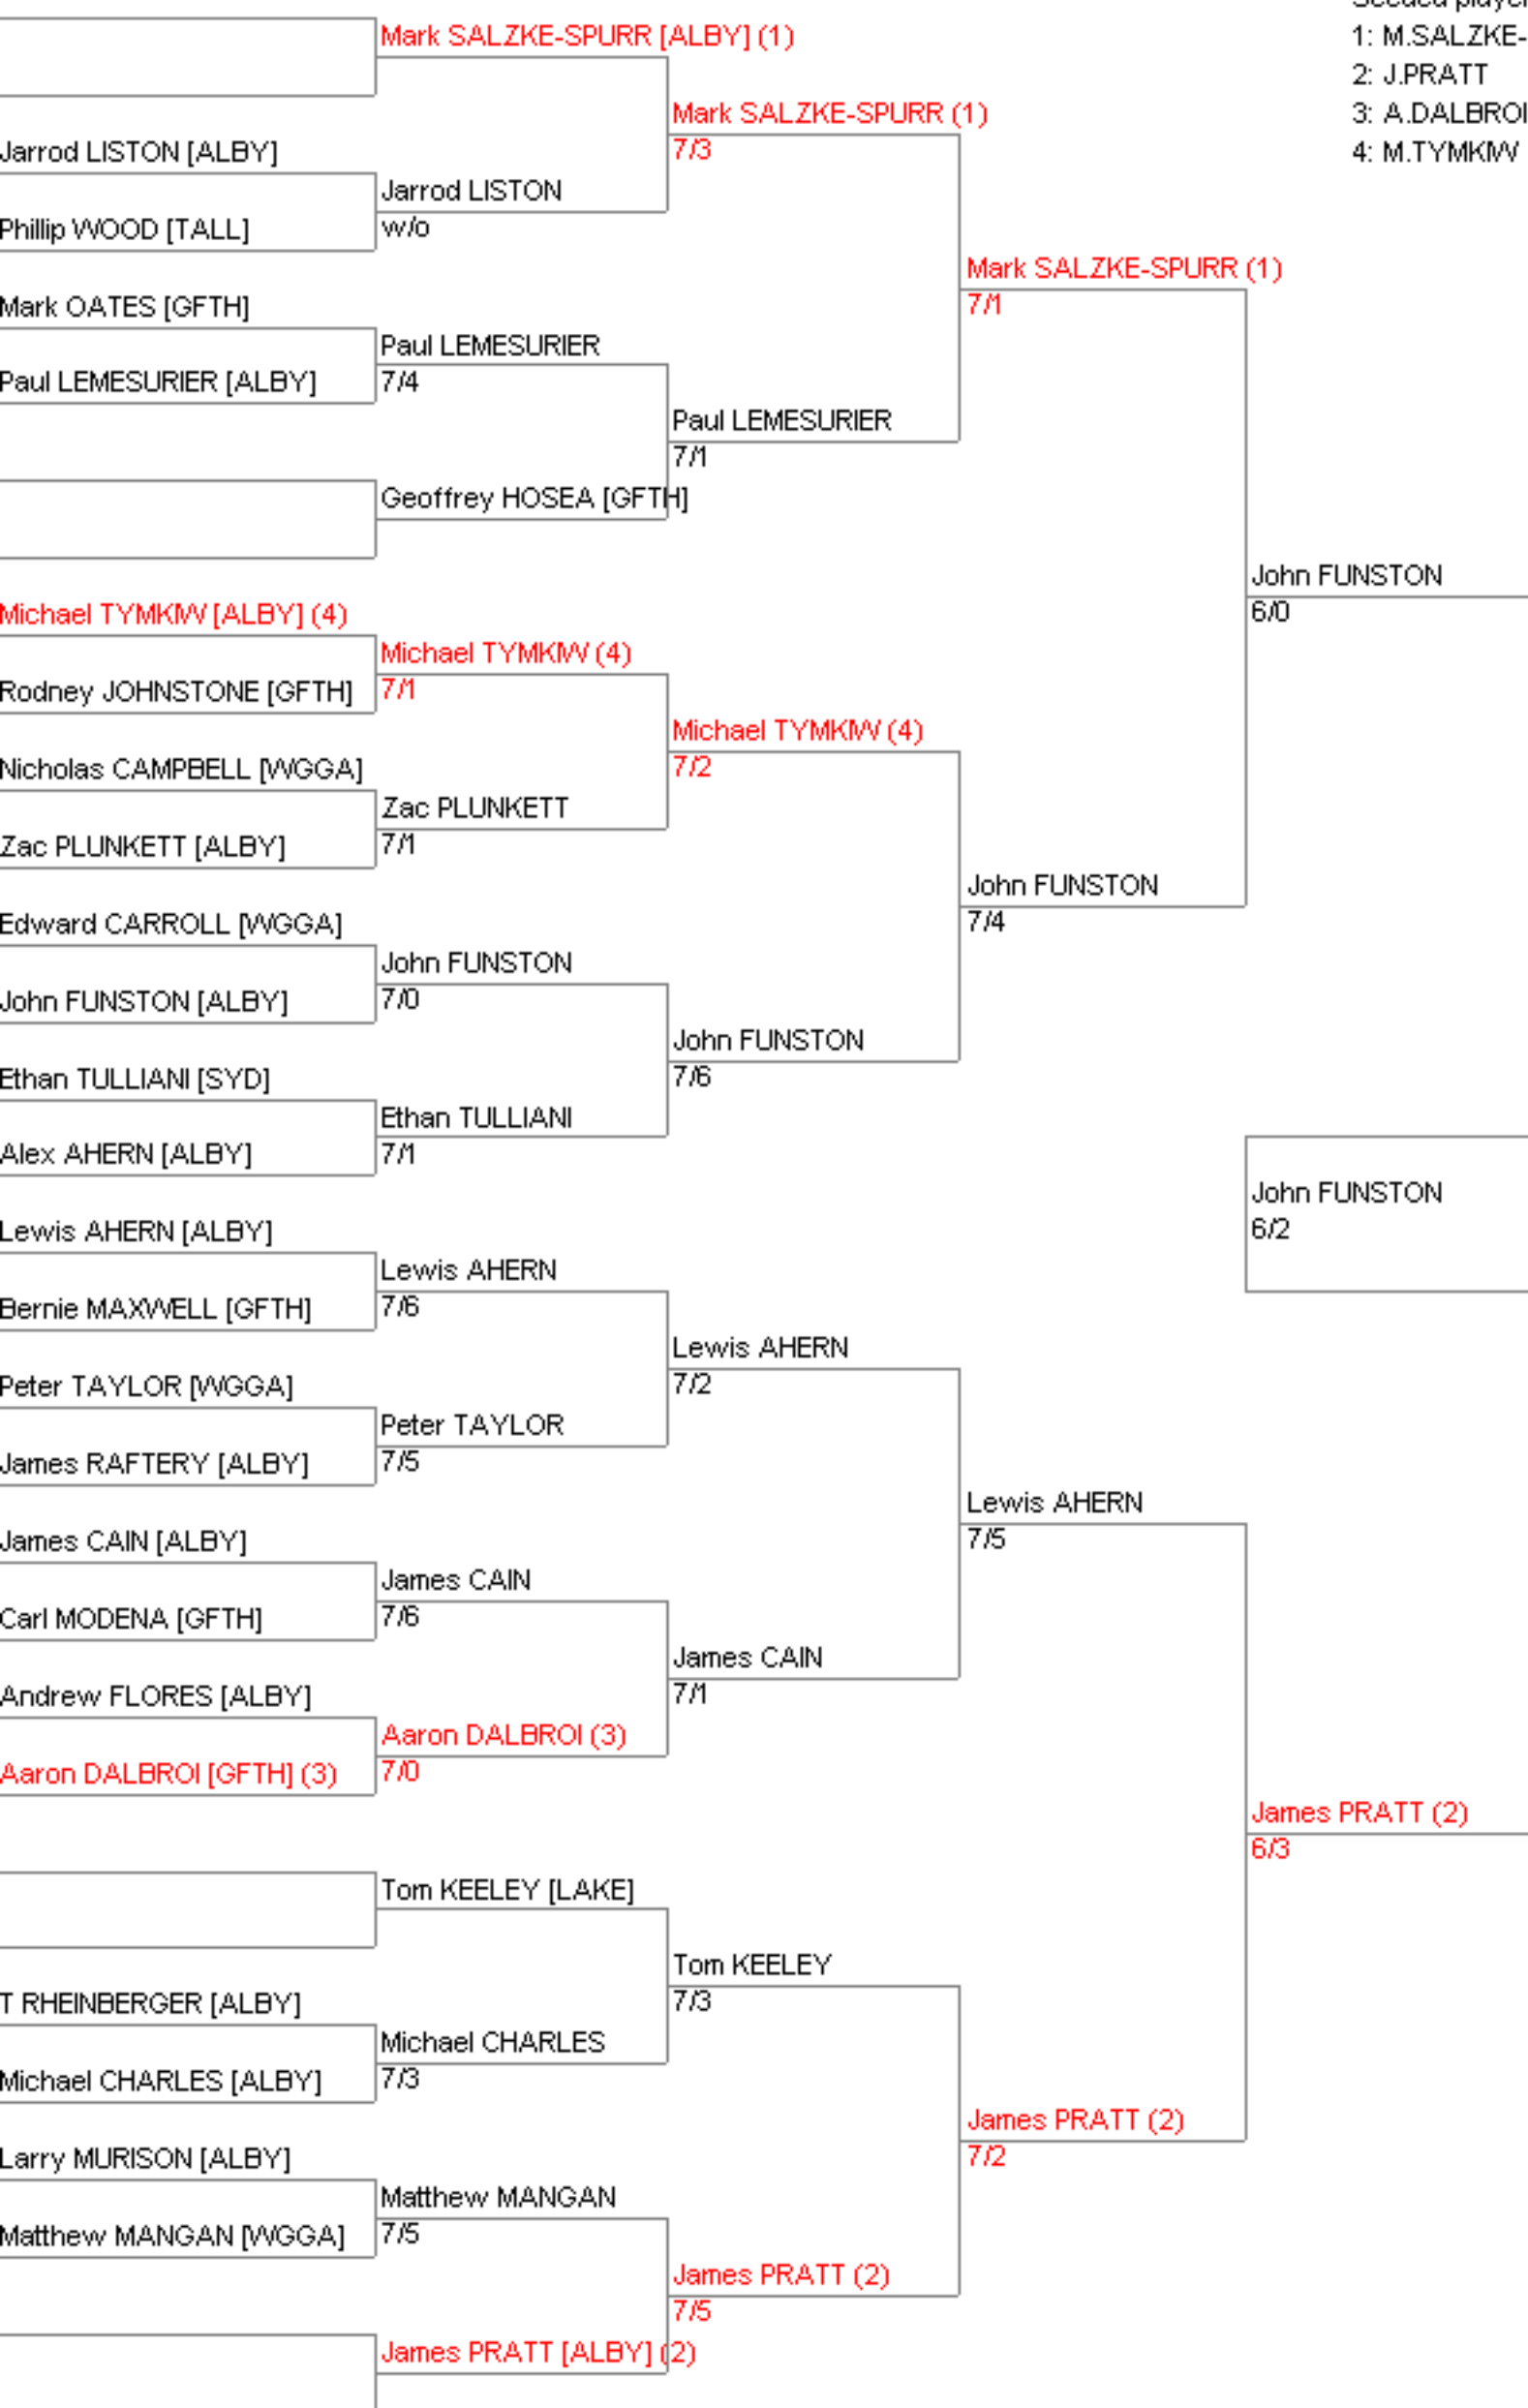 Seeded player
1: M.SALZKE-
2: J.PRATT
3: A.DALBROI
4: M.TYMKIW
Mark SALZKE-SPURR [ALBY] (1)
Jarrod LISTON [ALBY]
Phillip WOOD [TALL]
Mark OATES [GFTH]
Paul LEMESURIER [ALBY]
Michael TYMKIW [ALBY] (4)
Rodney JOHNSTONE [GFTH]
Nicholas CAMPBELL [WGGA]
Zac PLUNKETT [ALBY]
Edward CARROLL [WGGA]
John FUNSTON [ALBY]
Ethan TULLIANI [SYD]
Alex AHERN [ALBY]
Lewis AHERN [ALBY]
Bernie MAXWELL [GFTH]
Peter TAYLOR [WGGA]
James RAFTERY [ALBY]
James CAIN [ALBY]
Carl MODENA [GFTH]
Andrew FLORES [ALBY]
Aaron DALBROI [GFTH] (3)
T RHEINBERGER [ALBY]
Michael CHARLES [ALBY]
Larry MURISON [ALBY]
Matthew MANGAN [WGGA]
Jarrod LISTON
w/o
Paul LEMESURIER
7/4
Geoffrey HOSEA [GFTH]
Michael TYMKIW (4)
7/1
Zac PLUNKETT
7/1
John FUNSTON
7/0
Ethan TULLIANI
7/1
Lewis AHERN
7/6
Peter TAYLOR
7/5
James CAIN
7/6
Aaron DALBROI (3)
7/0
Tom KEELEY [LAKE]
Michael CHARLES
7/3
Matthew MANGAN
7/5
James PRATT [ALBY] (2)
Mark SALZKE-SPURR (1)
7/3
Paul LEMESURIER
7/1
Michael TYMKIW (4)
7/2
John FUNSTON
7/6
Lewis AHERN
7/2
James CAIN
7/1
Tom KEELEY
7/3
James PRATT (2)
7/5
Mark SALZKE-SPURR (1)
7/1
John FUNSTON
7/4
Lewis AHERN
7/5
James PRATT (2)
7/2
John FUNSTON
6/0
John FUNSTON
6/2
James PRATT (2)
6/3